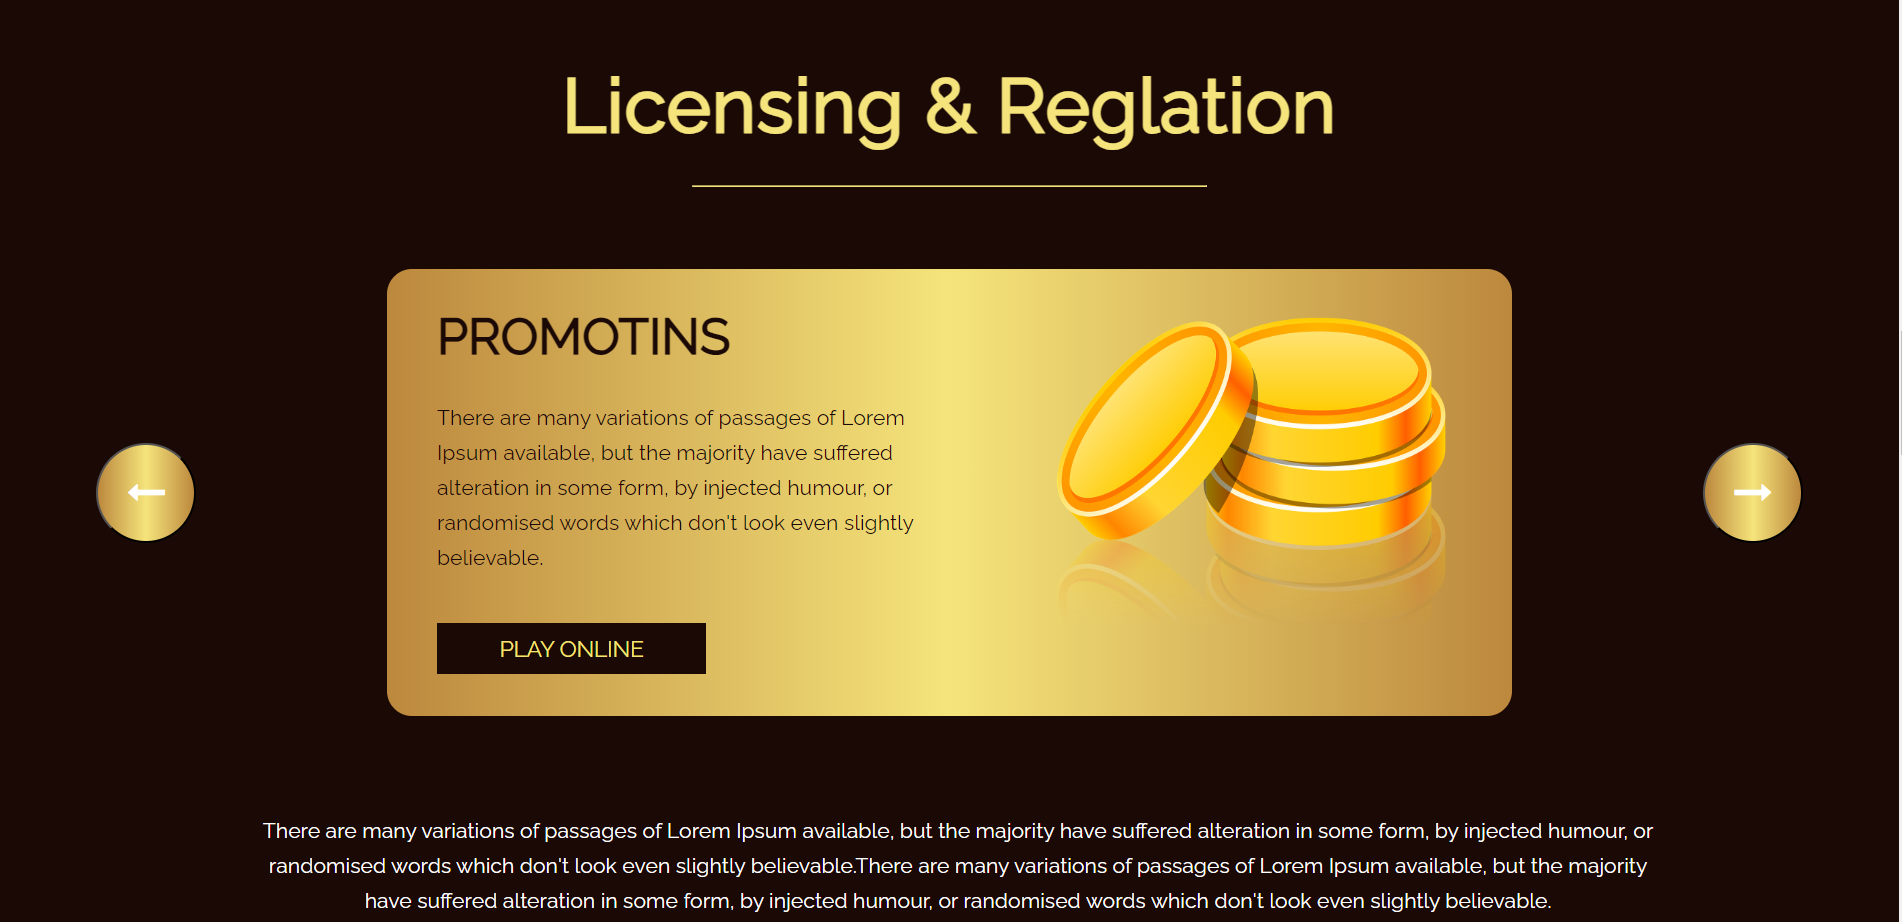 Licensing & Reglation
PROMOTINS
There are many variations of passages of Lorem
Ipsum available, but the majority have suffered
alteration in some form, by injected humour, or
randomised words which don't look even slightly
believable.
PLAY ONLINE
There are many variations of passages of Lorem Ipsum available, but the majority have suffered alteration in some form, by injected humour, or
randomised words which don't look even slightly believable.There are many variations of passages of Lorem Ipsum available, but the majority
have suffered alteration in some form, by injected humour, or randomised words which don't look even slightly believable.